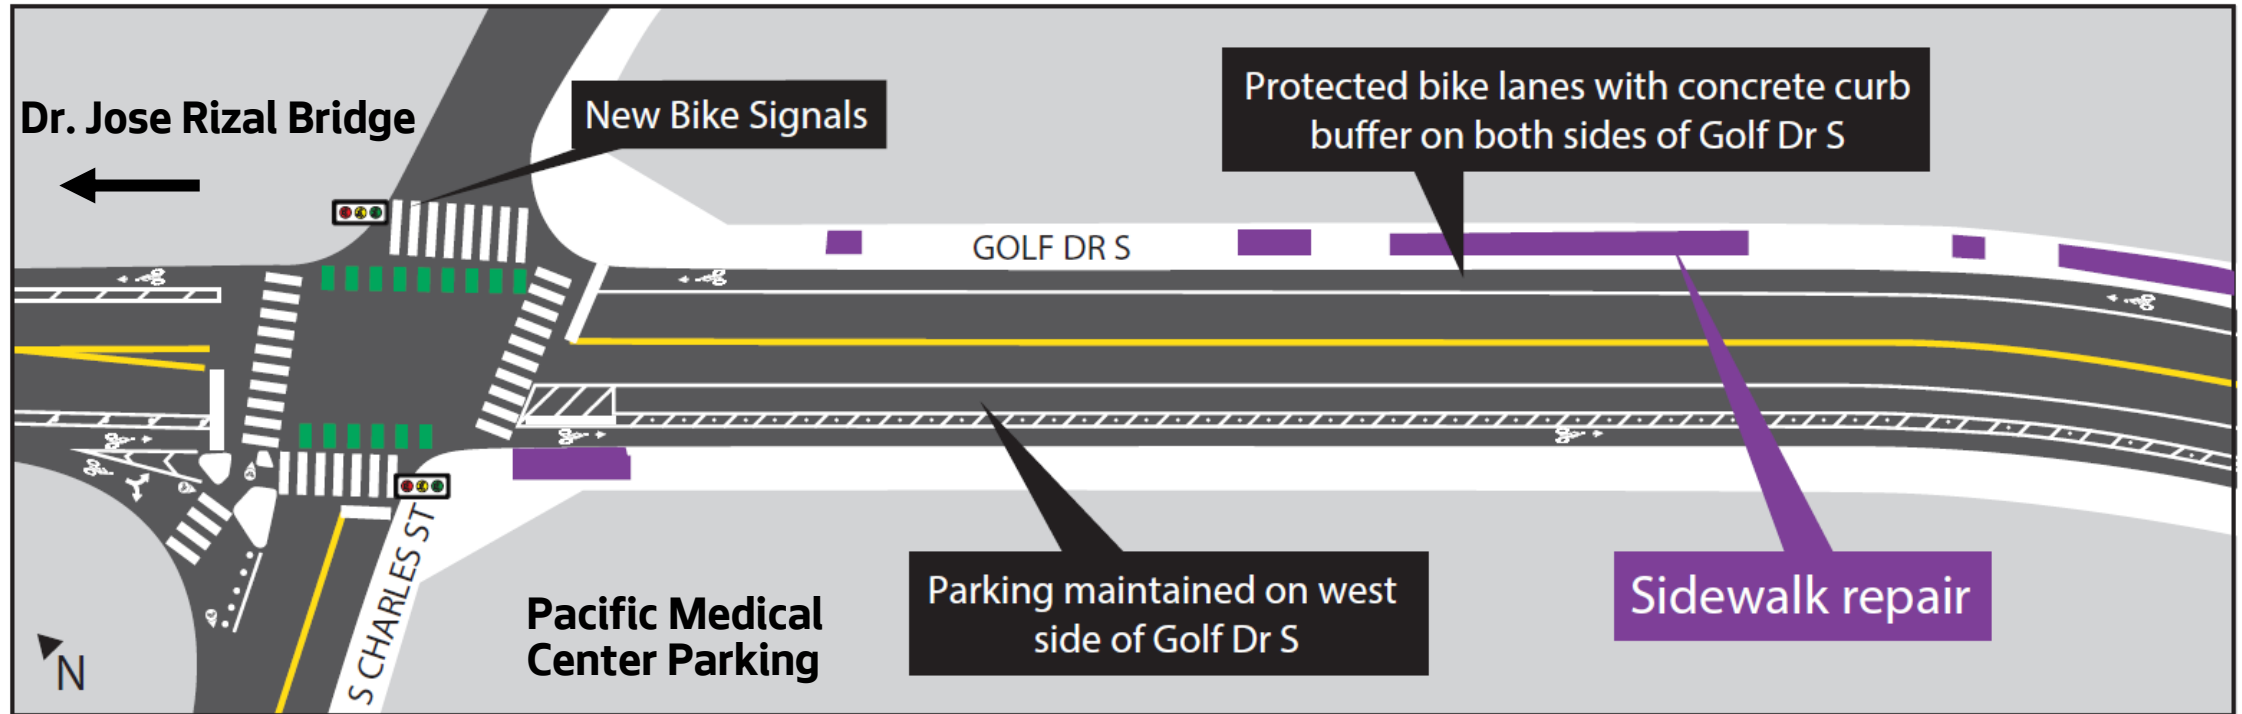 Dr. Jose Rizal Bridge
New Bike Signals
Protected bike lanes with concrete curb
buffer on both sides of Golf Dr S
GOLF DR S
S CHARLES ST
Pacific Medical
Center Parking
Parking maintained on west
side of Golf Dr S
Sidewalk repair
N